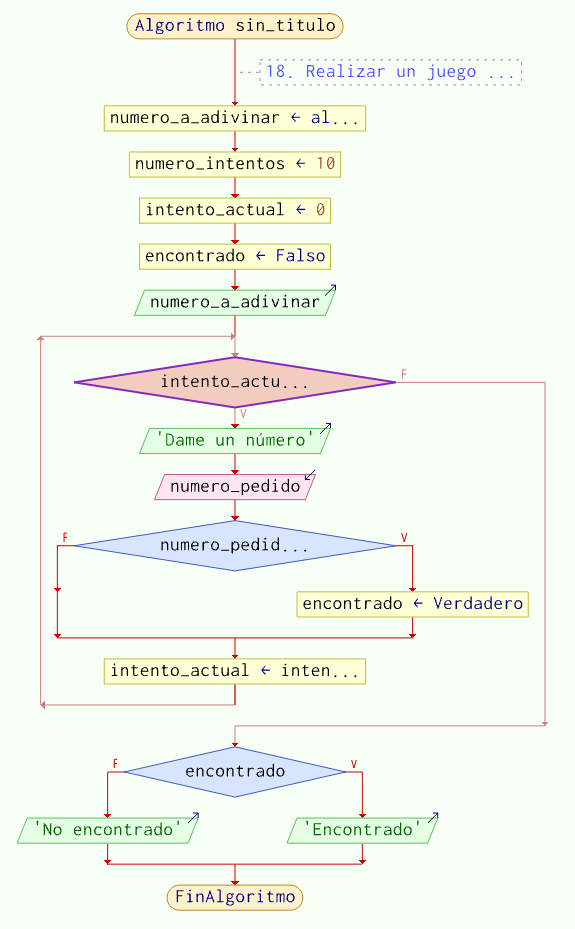 Algoritmo sin_titulo
18. Realizar un juego ...
numero_a_adivinar ← al...
numero_intentos ← 10
intento_actual ← 0
encontrado ← Falso
numero_a_adivinar
intento_actu...
F
V
'Dame un número'
numero_pedido
F
numero_pedid...
V
encontrado ← Verdadero
intento_actual ← inten...
F
encontrado
V
'No encontrado'
'Encontrado'
FinAlgoritmo